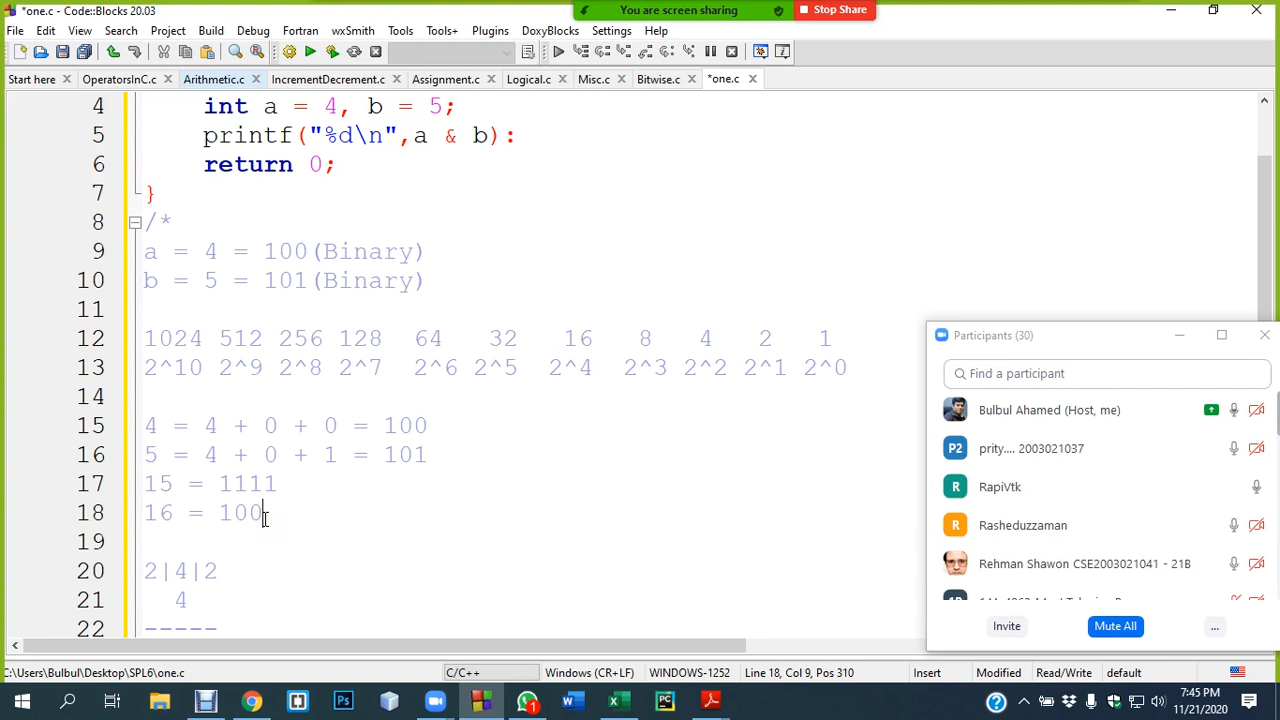 *one.c - Code::Blocks 20.03
You are screen sharing
Stop Share
File Edit View Search Project Build Debug Fortran wxSmith Tools Tools+ Plugins DoxyBlocks Settings Help
Start here OperatorsInC.c Arithmetic.c IncrementDecrement.c Assignment.c Logical.c Misc.c Bitwise.c *one.c
4 int a = 4, b = 5;
5 printf("%d\n",a & b):
6 return 0;
7 }
8 /*
9 a = 4 = 100(Binary)
10 b = 5 = 101(Binary)
11
12 1024 512 256 128 64 32 16 8 4 2 1
13 2^10 2^9 2^8 2^7 2^6 2^5 2^4 2^3 2^2 2^1 2^0
14
15 4 = 4 + 0 + 0 = 100
16 5 = 4 + 0 + 1 = 101
17 15 = 1111
18 16 = 100
19
20 2|4|2
21 4
22 -----
Participants (30)
Find a participant
Bulbul Ahamed (Host, me)
P2 prity.... 2003021037
R RapiVtk
R Rasheduzzaman
Rehman Shawon CSE2003021041 - 21B
Invite Mute All ...
C:\Users\Bulbul\Desktop\SPL6\one.c C/C++ Windows (CR+LF) WINDOWS-1252 Line 18, Col 9, Pos 310 Insert Modified Read/Write default
7:45 PM
11/21/2020